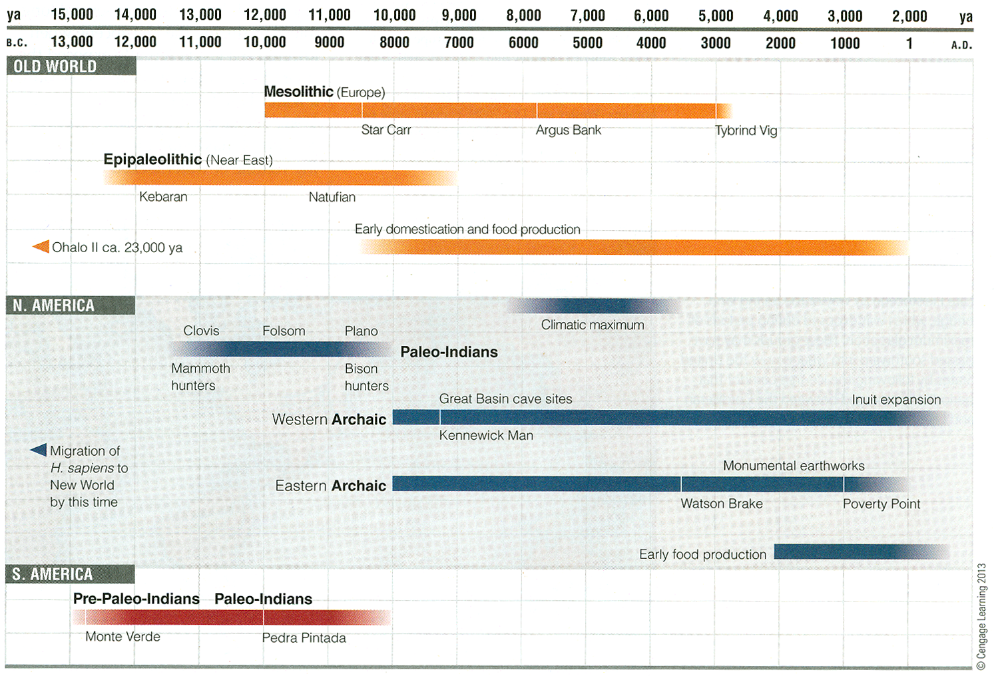 ya 15,000 14,000 13,000 12,000 11,000 10,000 9,000 8,000 7,000 6,000 5,000 4,000 3,000 2,000 ya
B.C. 13,000 12,000 11,000 10,000 9000 8000 7000 6000 5000 4000 3000 2000 1000 1 A.D.
OLD WORLD
Mesolithic (Europe)
Star Carr Argus Bank Tybrind Vig
Epipaleolithic (Near East)
Kebaran Natufian
Early domestication and food production
Ohalo II ca. 23,000 ya
N. AMERICA
Climatic maximum
Clovis Folsom Plano
Paleo-Indians
Mammoth
hunters
Bison
hunters
Great Basin cave sites Inuit expansion
Western Archaic
Kennewick Man
Migration of
H. sapiens to
New World
by this time
Monumental earthworks
Eastern Archaic
Watson Brake Poverty Point
Early food production
S. AMERICA
Pre-Paleo-Indians Paleo-Indians
Monte Verde Pedra Pintada
© Cengage Learning 2013